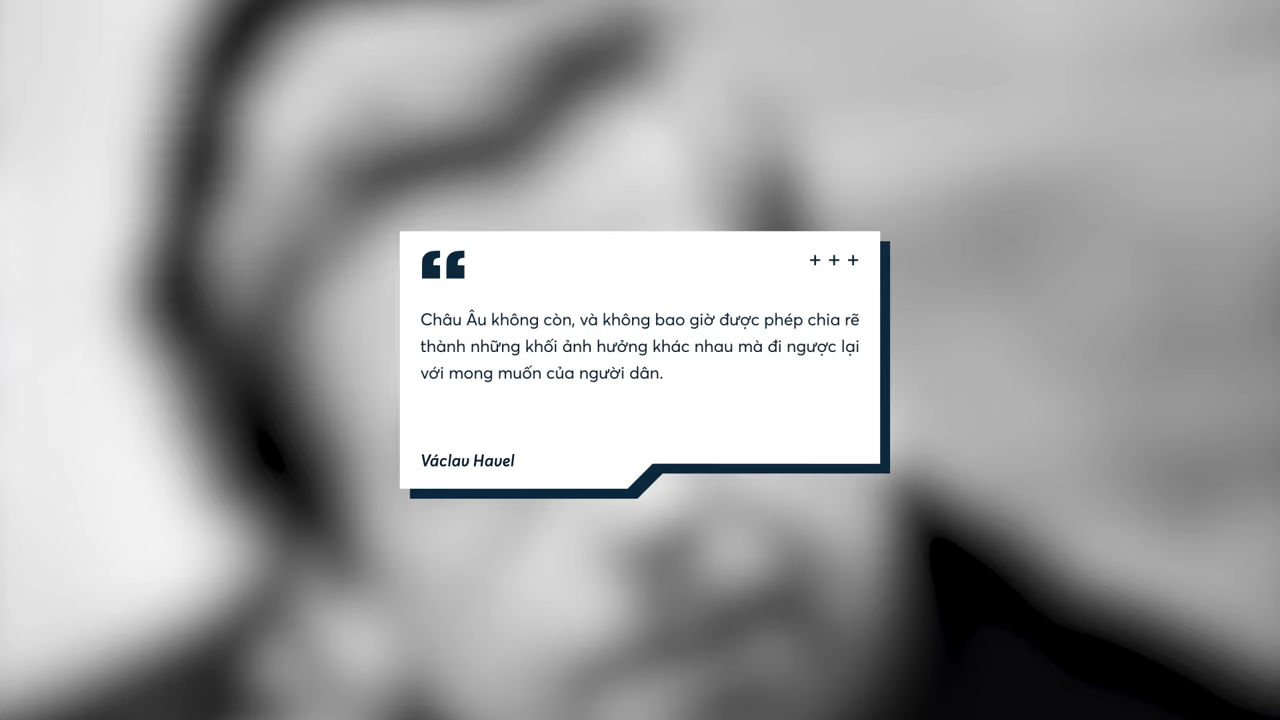 Châu Âu không còn, và không bao giờ được phép chia rẽ
thành những khối ảnh hưởng khác nhau mà đi ngược lại
với mong muốn của người dân.
Václav Havel